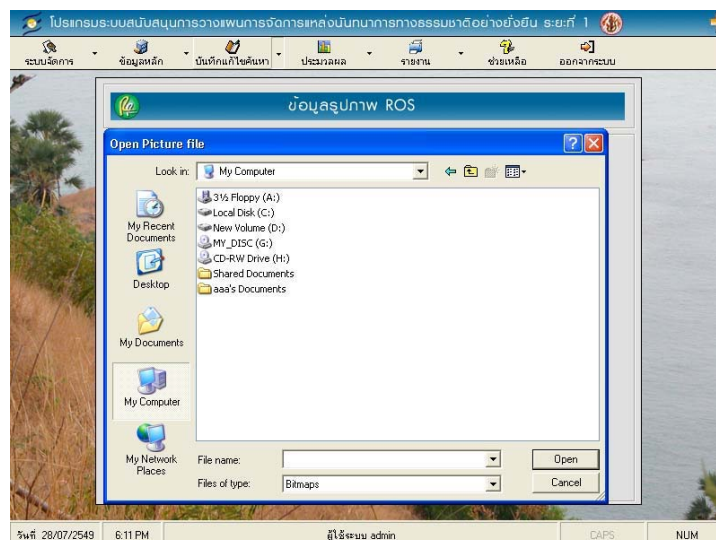 โปรแกรมระบบสนับสนุนการวางแผนการจัดการแหล่งนันทนาการทางธรรมชาติอย่างยั่งยืน ระยะที่ 1
ระบบจัดการ ข้อมูลหลัก บันทึกแก้ไขค้นหา ประมวลผล รายงาน ช่วยเหลือ ออกจากระบบ
ข้อมูลรูปภาพ ROS
Open Picture file
Look in: My Computer
3½ Floppy (A:)
Local Disk (C:)
New Volume (D:)
MY_DISC (G:)
CD-RW Drive (H:)
Shared Documents
aaa's Documents
My Recent
Documents
Desktop
My Documents
My Computer
My Network
Places
File name: Open
Files of type: Bitmaps Cancel
วันที่ 28/07/2549 6:11 PM ผู้ใช้ระบบ admin CAPS NUM